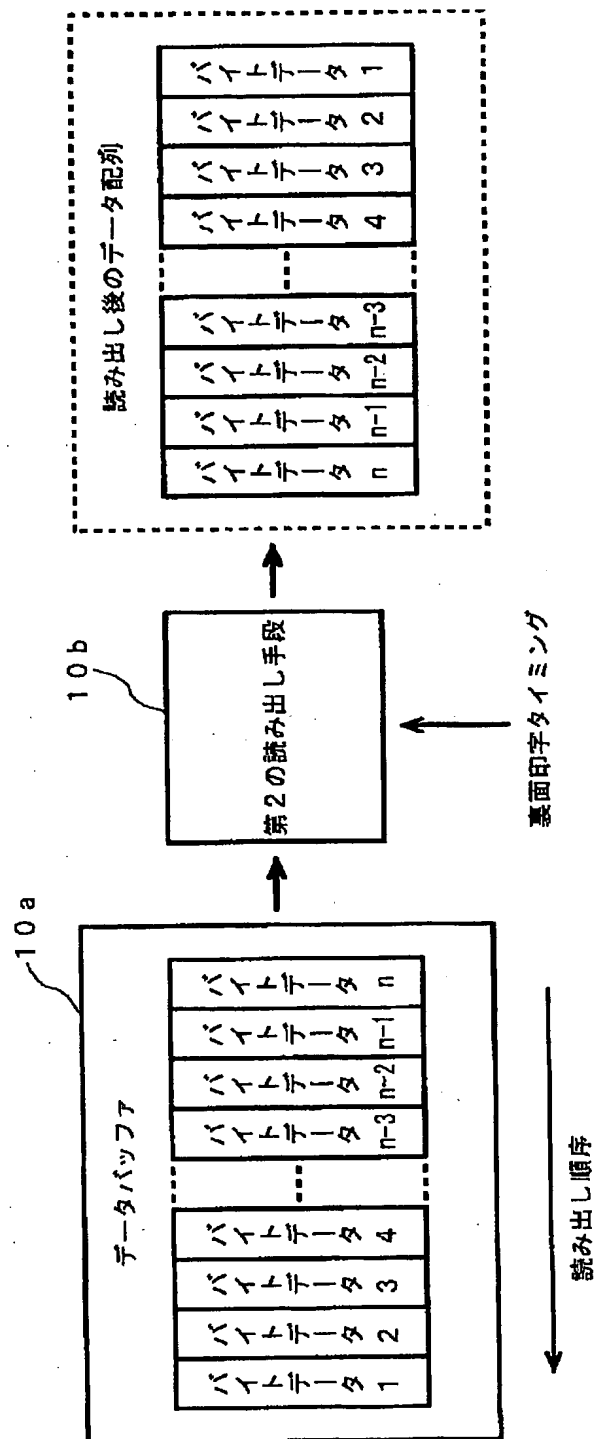 10a
データバッファ
バイトデータ1
バイトデータ2
バイトデータ3
バイトデータ4
バイトデータn-3
バイトデータn-2
バイトデータn-1
バイトデータn
読み出し順序
10b
第2の読み出し手段
裏面印字タイミング
読み出し後のデータ配列
バイトデータn
バイトデータn-1
バイトデータn-2
バイトデータn-3
バイトデータ4
バイトデータ3
バイトデータ2
バイトデータ1